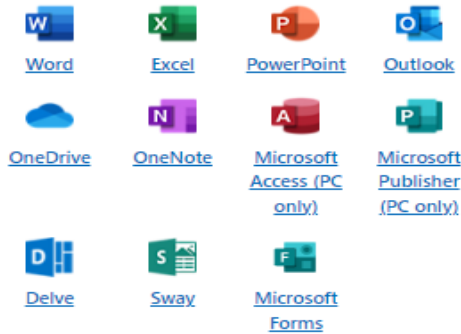 W X P O
Word Excel PowerPoint Outlook
N A P
OneDrive OneNote Microsoft Microsoft
Access (PC Publisher
only) (PC only)
D S F
Delve Sway Microsoft
Forms